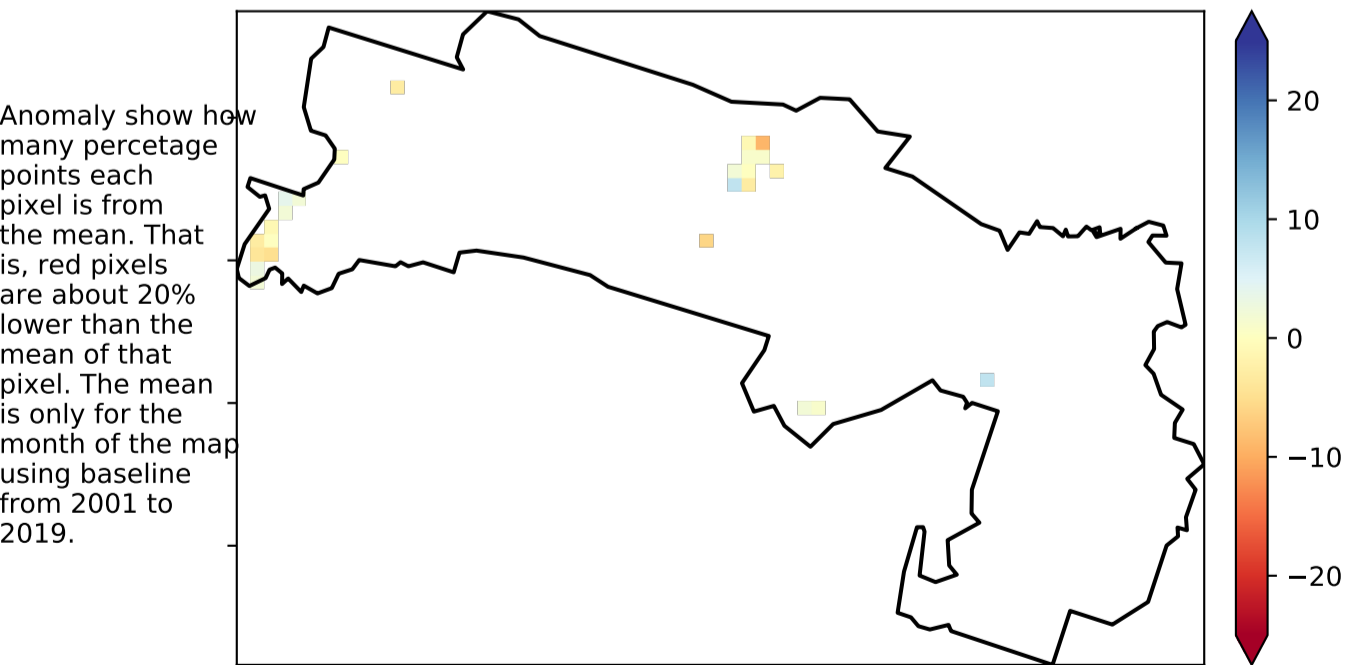 Anomaly show how
many percetage
points each
pixel is from
the mean. That
is, red pixels
are about 20%
lower than the
mean of that
pixel. The mean
is only for the
month of the map
using baseline
from 2001 to
2019.
20
10
0
−10
−20